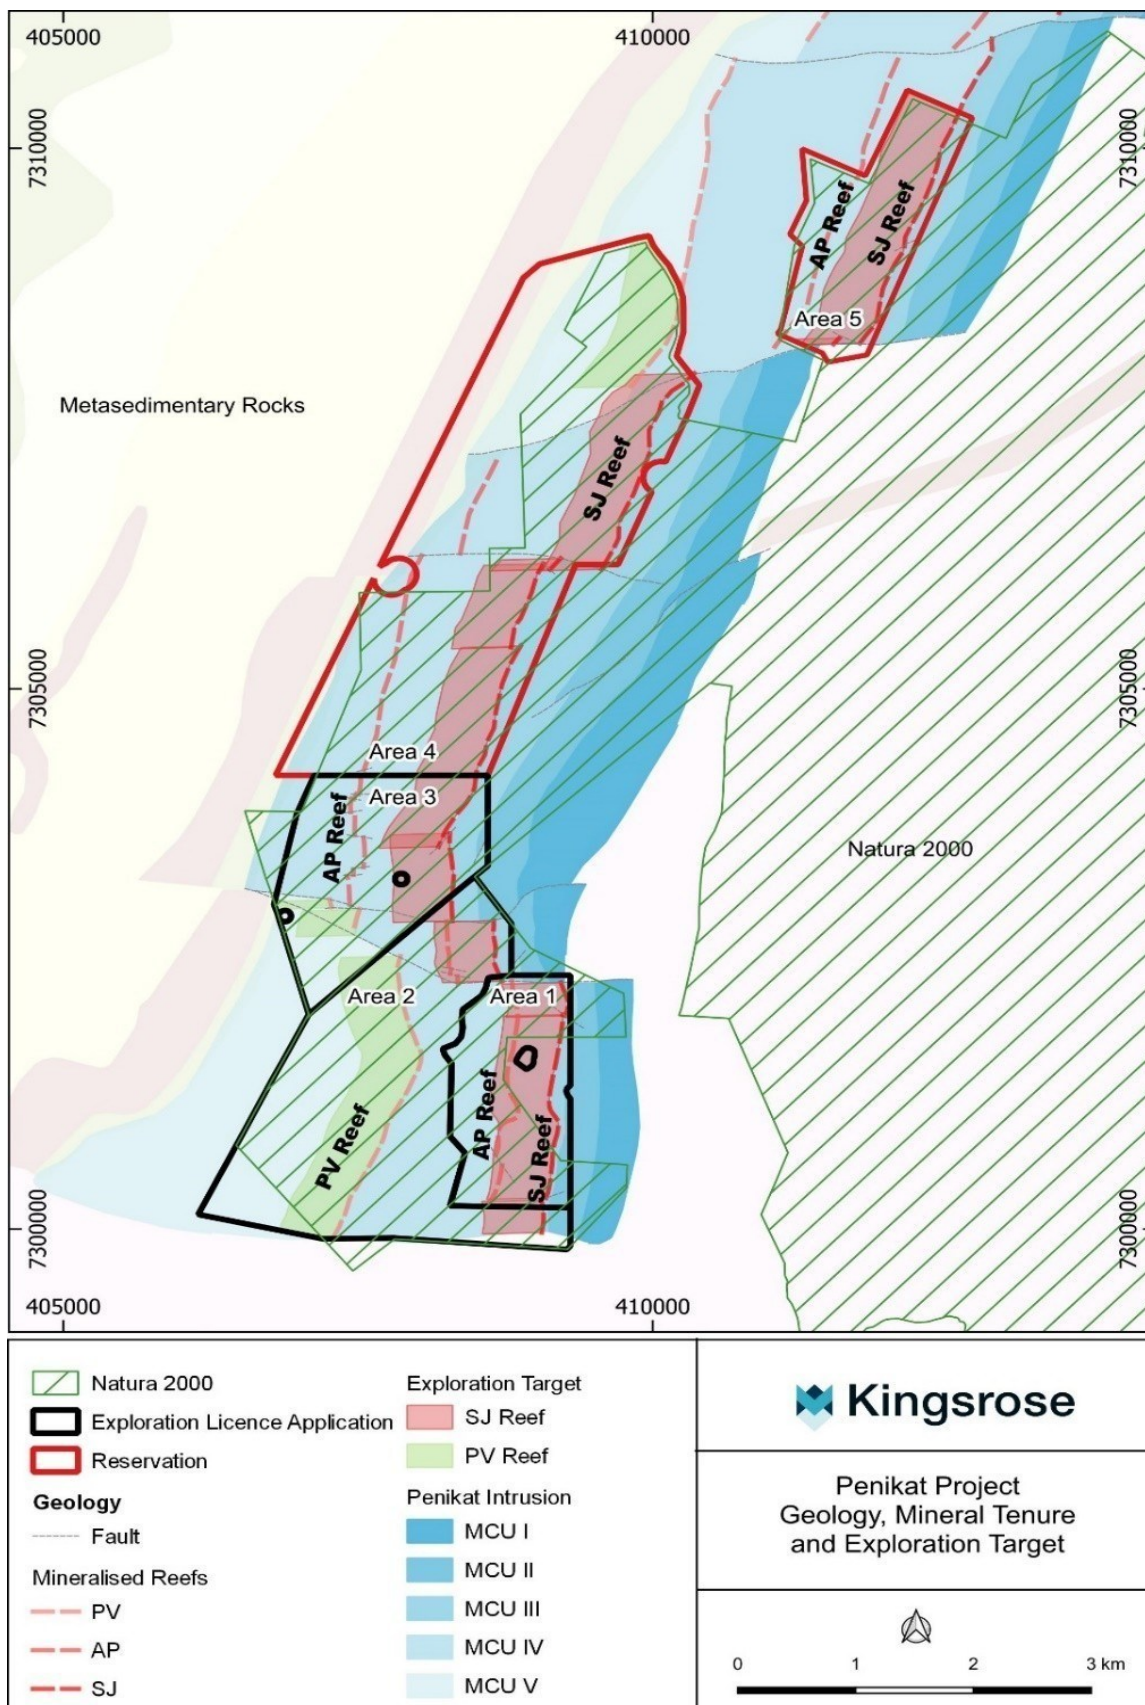 405000
410000
7310000
7310000
AP Reef
SJ Reef
Area 5
Metasedimentary Rocks
SJ Reef
7305000
7305000
Area 4
Area 3
AP Reef
Natura 2000
Area 2
Area 1
PV Reef
AP Reef
SJ Reef
7300000
7300000
405000
410000
Natura 2000
Exploration Licence Application
Reservation
Geology
Fault
Mineralised Reefs
PV
AP
SJ
Exploration Target
SJ Reef
PV Reef
Penikat Intrusion
MCU I
MCU II
MCU III
MCU IV
MCU V
Kingsrose
Penikat Project
Geology, Mineral Tenure
and Exploration Target
0 1 2 3 km